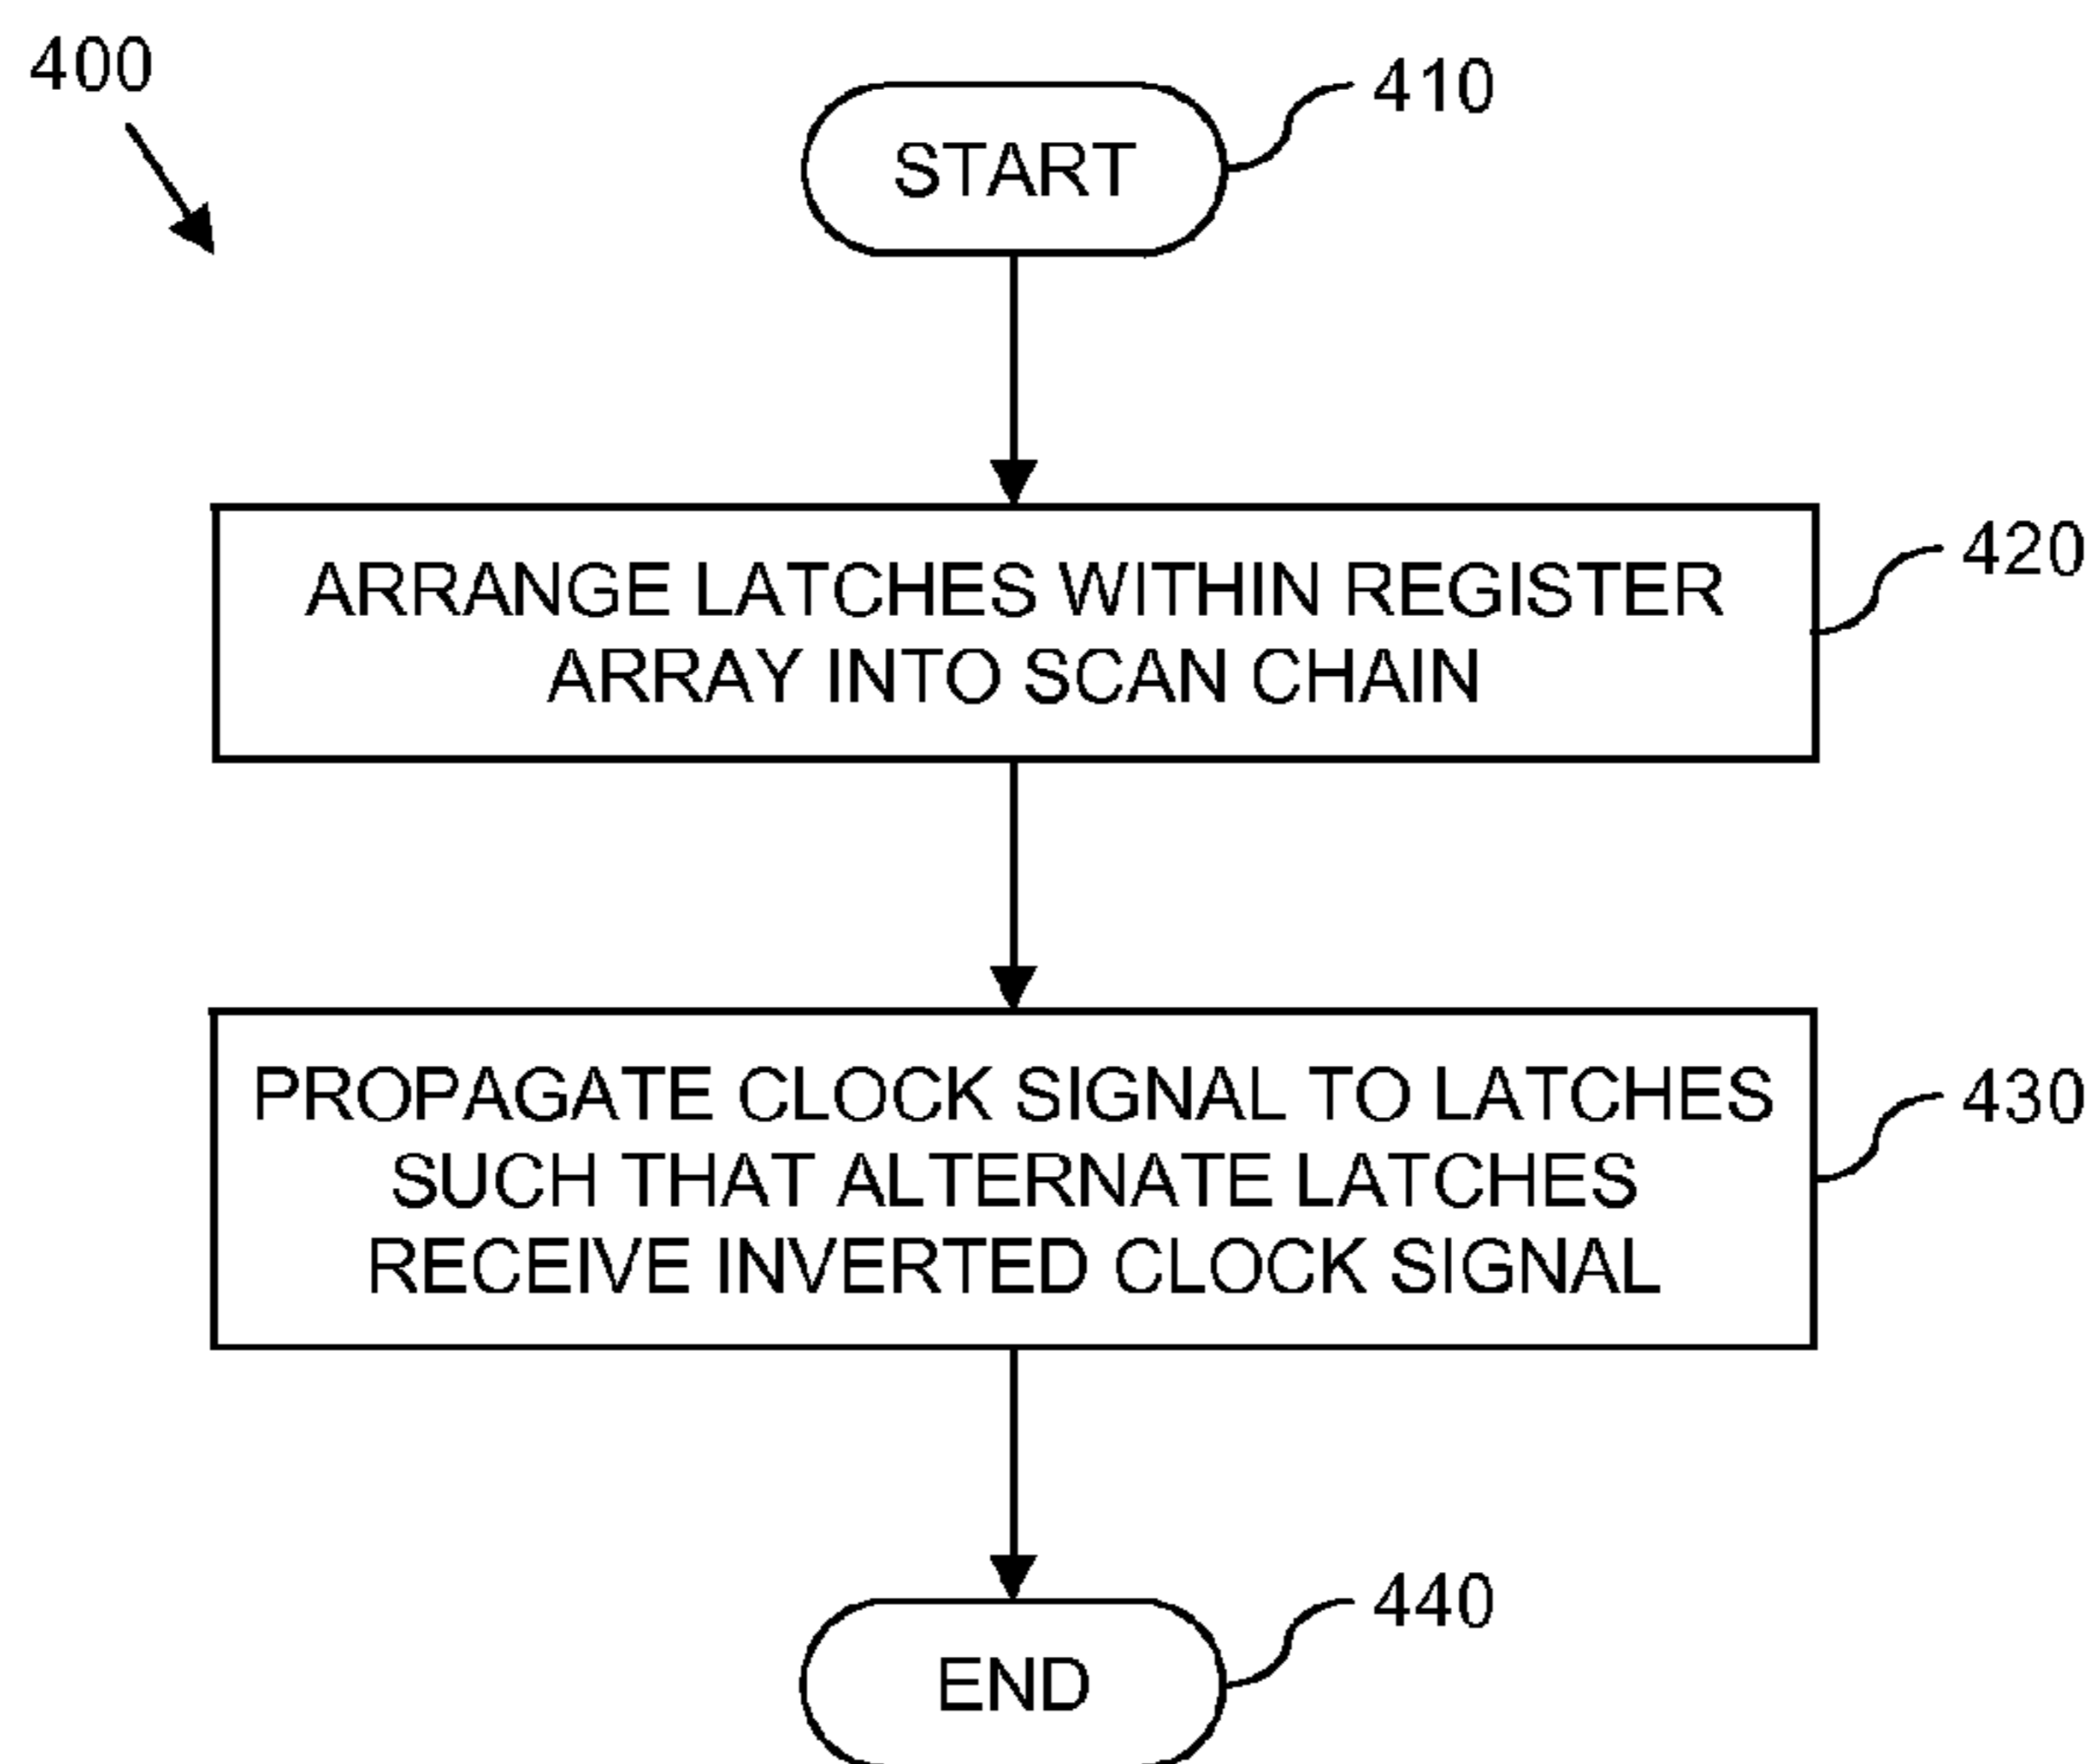 400
410
START
ARRANGE LATCHES WITHIN REGISTER
ARRAY INTO SCAN CHAIN
420
PROPAGATE CLOCK SIGNAL TO LATCHES
SUCH THAT ALTERNATE LATCHES
RECEIVE INVERTED CLOCK SIGNAL
430
440
END